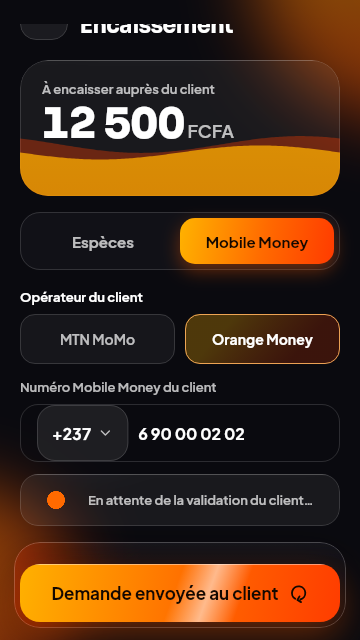 Encaissement
À encaisser auprès du client
12 500 FCFA
Espèces
Mobile Money
Opérateur du client
MTN MoMo
Orange Money
Numéro Mobile Money du client
+237 6 90 00 02 02
En attente de la validation du client…
Demande envoyée au client